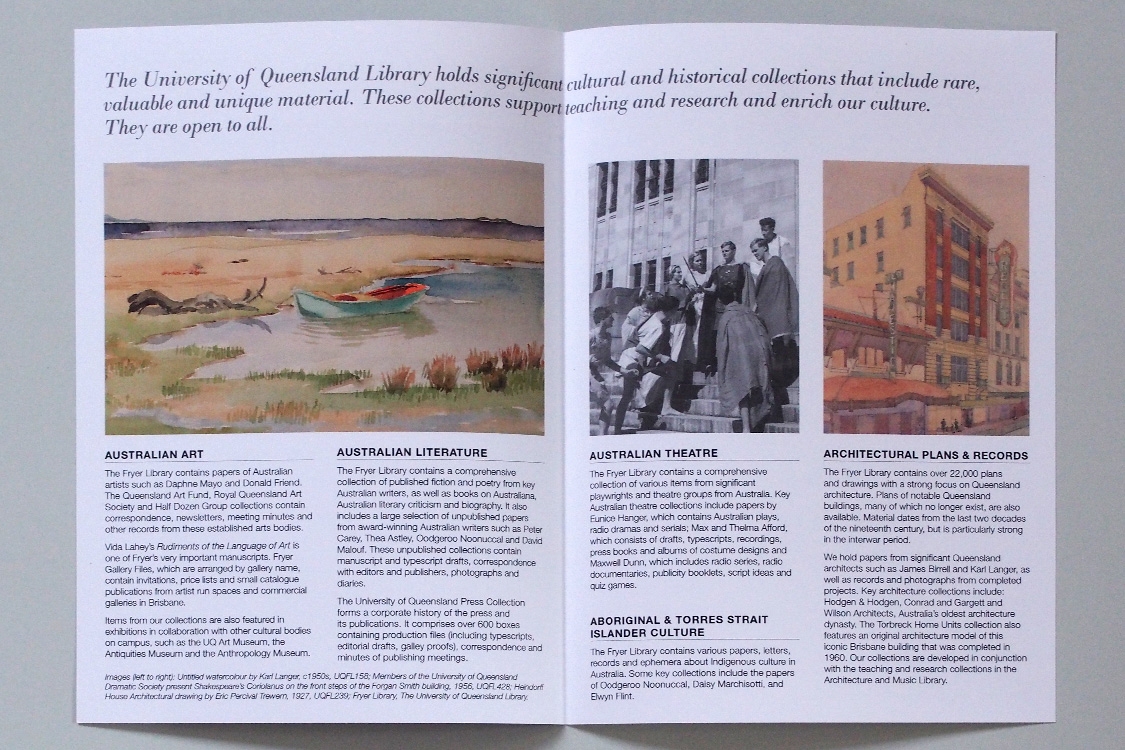 The University of Queensland Library holds significant cultural and historical collections that include rare,
valuable and unique material. These collections support teaching and research and enrich our culture.
They are open to all.
AUSTRALIAN ART
The Fryer Library contains papers of Australian
artists such as Daphne Mayo and Donald Friend.
The Queensland Art Fund, Royal Queensland Art
Society and Half Dozen Group collections contain
correspondence, newsletters, meeting minutes and
other records from these established arts bodies.
Vida Lahey's Rudiments of the Language of Art is
one of Fryer's very important manuscripts. Fryer
Gallery Files, which are arranged by gallery name,
contain invitations, price lists and small catalogue
publications from artist run spaces and commercial
galleries in Brisbane.
Items from our collections are also featured in
exhibitions in collaboration with other cultural bodies
on campus, such as the UQ Art Museum, the
Antiquities Museum and the Anthropology Museum.
AUSTRALIAN LITERATURE
The Fryer Library contains a comprehensive
collection of published fiction and poetry from key
Australian writers, as well as books on Australiana,
Australian literary criticism and biography. It also
includes a large selection of unpublished papers
from award-winning Australian writers such as Peter
Carey, Thea Astley, Oodgeroo Noonuccal and David
Malouf. These unpublished collections contain
manuscript and typescript drafts, correspondence
with editors and publishers, photographs and
diaries.
The University of Queensland Press Collection
forms a corporate history of the press and
its publications. It comprises over 600 boxes
containing production files (including typescripts,
editorial drafts, galley proofs), correspondence and
minutes of publishing meetings.
Images (left to right): Untitled watercolour by Karl Langer, c1950s, UQFL158; Members of the University of Queensland
Dramatic Society present Shakespeare's Coriolanus on the front steps of the Forgan Smith building, 1956, UQFL428; Heindorf
House Architectural drawing by Eric Percival Trewern, 1927, UQFL239; Fryer Library, The University of Queensland Library.
AUSTRALIAN THEATRE
The Fryer Library contains a comprehensive
collection of various items from significant
playwrights and theatre groups from Australia. Key
Australian theatre collections include papers by
Eunice Hanger, which contains Australian plays,
radio dramas and serials; Max and Thelma Afford,
which consists of drafts, typescripts, recordings,
press books and albums of costume designs and
Maxwell Dunn, which includes radio series, radio
documentaries, publicity booklets, script ideas and
quiz games.
ABORIGINAL & TORRES STRAIT
ISLANDER CULTURE
The Fryer Library contains various papers, letters,
records and ephemera about Indigenous culture in
Australia. Some key collections include the papers
of Oodgeroo Noonuccal, Daisy Marchisotti, and
Elwyn Flint.
ARCHITECTURAL PLANS & RECORDS
The Fryer Library contains over 22,000 plans
and drawings with a strong focus on Queensland
architecture. Plans of notable Queensland
buildings, many of which no longer exist, are also
available. Material dates from the last two decades
of the nineteenth century, but is particularly strong
in the interwar period.
We hold papers from significant Queensland
architects such as James Birrell and Karl Langer, as
well as records and photographs from completed
projects. Key architecture collections include:
Hodgen & Hodgen, Conrad and Gargett and
Wilson Architects, Australia's oldest architecture
dynasty. The Torbreck Home Units collection also
features an original architecture model of this
iconic Brisbane building that was completed in
1960. Our collections are developed in conjunction
with the teaching and research collections in the
Architecture and Music Library.